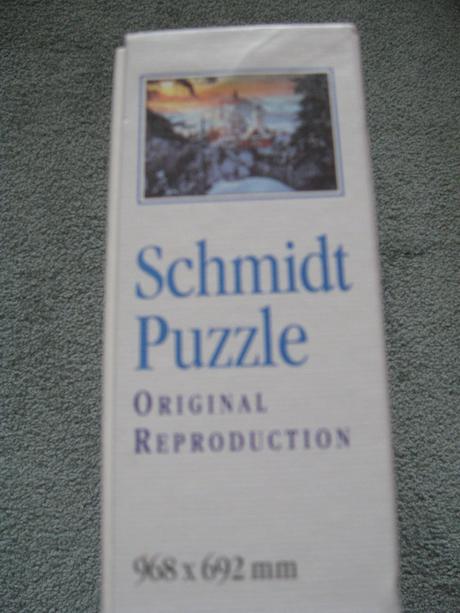 Schmidt
Puzzle
ORIGINAL
REPRODUCTION
968 x 692 mm